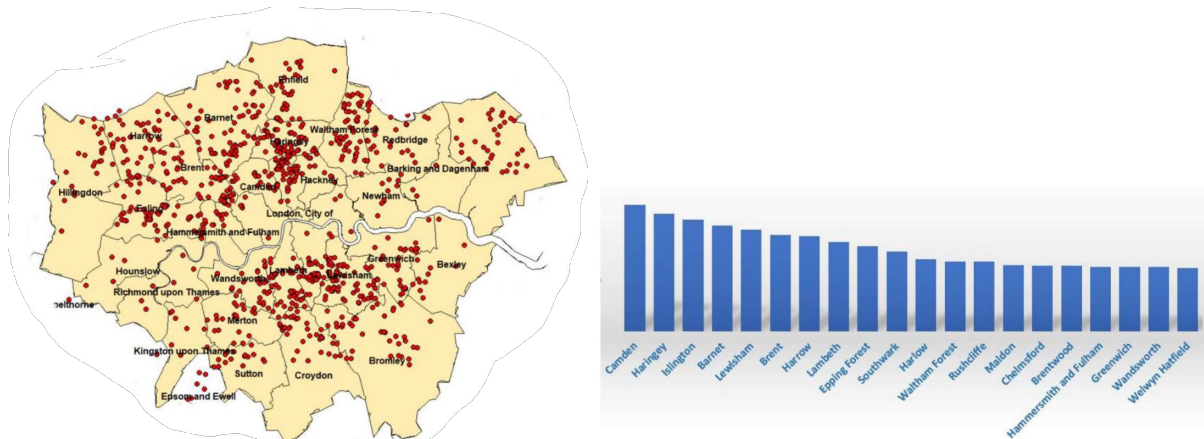 Enfield
Barnet
Harrow
Waltham Forest
Haringey
Redbridge
Brent
Barking and Dagenham
Hackney
Camden
Hillingdon
Newham
Ealing
London, City of
Hammersmith and Fulham
Greenwich
Bexley
Hounslow
Lambeth
Lewisham
Wandsworth
Richmond upon Thames
pelthorne
Merton
Kingston upon Thames
Bromley
Sutton
Croydon
Epsom and Ewell
Camden
Haringey
Islington
Barnet
Lewisham
Brent
Harrow
Lambeth
Epping Forest
Southwark
Harlow
Waltham Forest
Rushcliffe
Maldon
Chelmsford
Brentwood
Hammersmith and Fulham
Greenwich
Wandsworth
Welwyn Hatfield